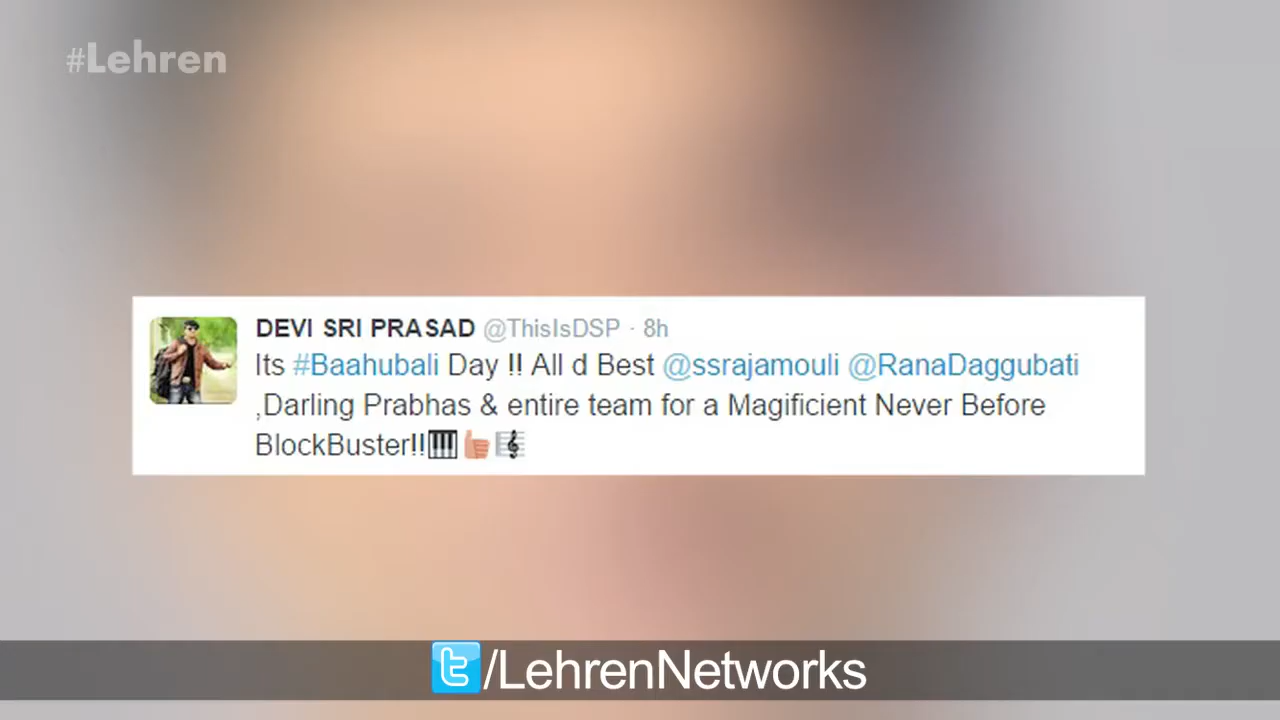 #Lehren
DEVI SRI PRASAD @ThisIsDSP · 8h
Its #Baahubali Day !! All d Best @ssrajamouli @RanaDaggubati
,Darling Prabhas & entire team for a Magificient Never Before
BlockBuster!!🎹👍🎼
/LehrenNetworks